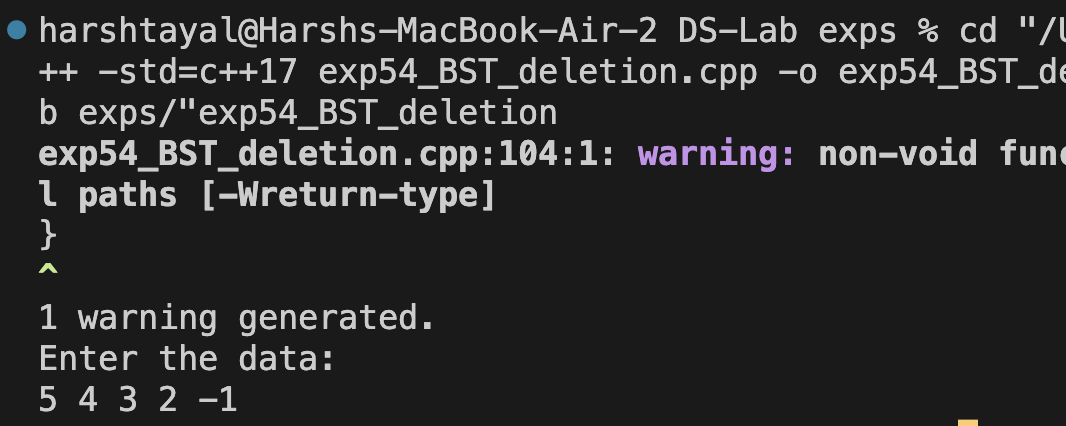 harshtayal@Harshs-MacBook-Air-2 DS-Lab exps % cd "/U
++ -std=c++17 exp54_BST_deletion.cpp -o exp54_BST_de
b exps/"exp54_BST_deletion
exp54_BST_deletion.cpp:104:1: warning: non-void func
l paths [-Wreturn-type]
}
^
1 warning generated.
Enter the data:
5 4 3 2 -1